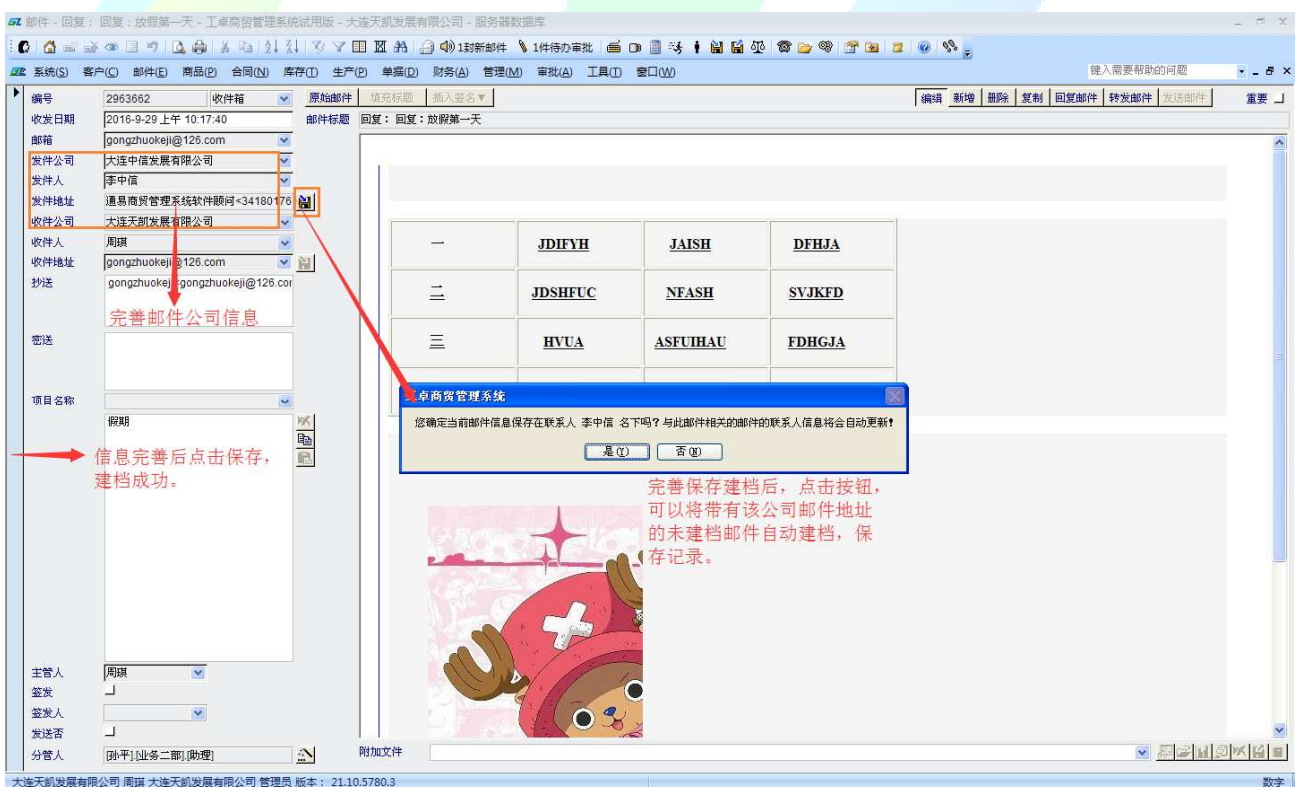 邮件 - 回复： 回复：放假第一天 - 工卓商贸管理系统试用版 - 大连天凯发展有限公司 - 服务器数据库
1封新邮件 1件待办审批
系统(S) 客户(C) 邮件(E) 商品(P) 合同(N) 库存(T) 生产(P) 单据(D) 财务(A) 管理(M) 审批(A) 工具(T) 窗口(W) 键入需要帮助的问题
编号 2963662 收件箱 原始邮件 填充标题 插入签名▼ 编缉 新增 删除 复制 回复邮件 转发邮件 发送邮件 重要
收发日期 2016-9-29 上午 10:17:40 邮件标题 回复： 回复：放假第一天
邮箱 gongzhuokeji@126.com
发件公司 大连中信发展有限公司
发件人 李中信
发件地址 通易商贸管理系统软件顾问<34180176
收件公司 大连天凯发展有限公司
收件人 周琪
收件地址 gongzhuokeji@126.com
抄送 gongzhuokej <gongzhuokeji@126.cor
完善邮件公司信息
密送
项目名称
假期
信息完善后点击保存，
建档成功。
一 JDIFYH JAISH DFHJA
二 JDSHFUC NFASH SVJKFD
三 HVUA ASFUIHAU FDHGJA
工卓商贸管理系统
您确定当前邮件信息保存在联系人 李中信 名下吗？与此邮件相关的邮件的联系人信息将会自动更新！
是(Y) 否(N)
完善保存建档后，点击按钮，
可以将带有该公司邮件地址
的未建档邮件自动建档，保
存记录。
主管人 周琪
签发
签发人
发送否
分管人 [孙平].[业务二部].[助理] 附加文件
大连天凯发展有限公司 周琪 大连天凯发展有限公司 管理员 版本： 21.10.5780.3 数字